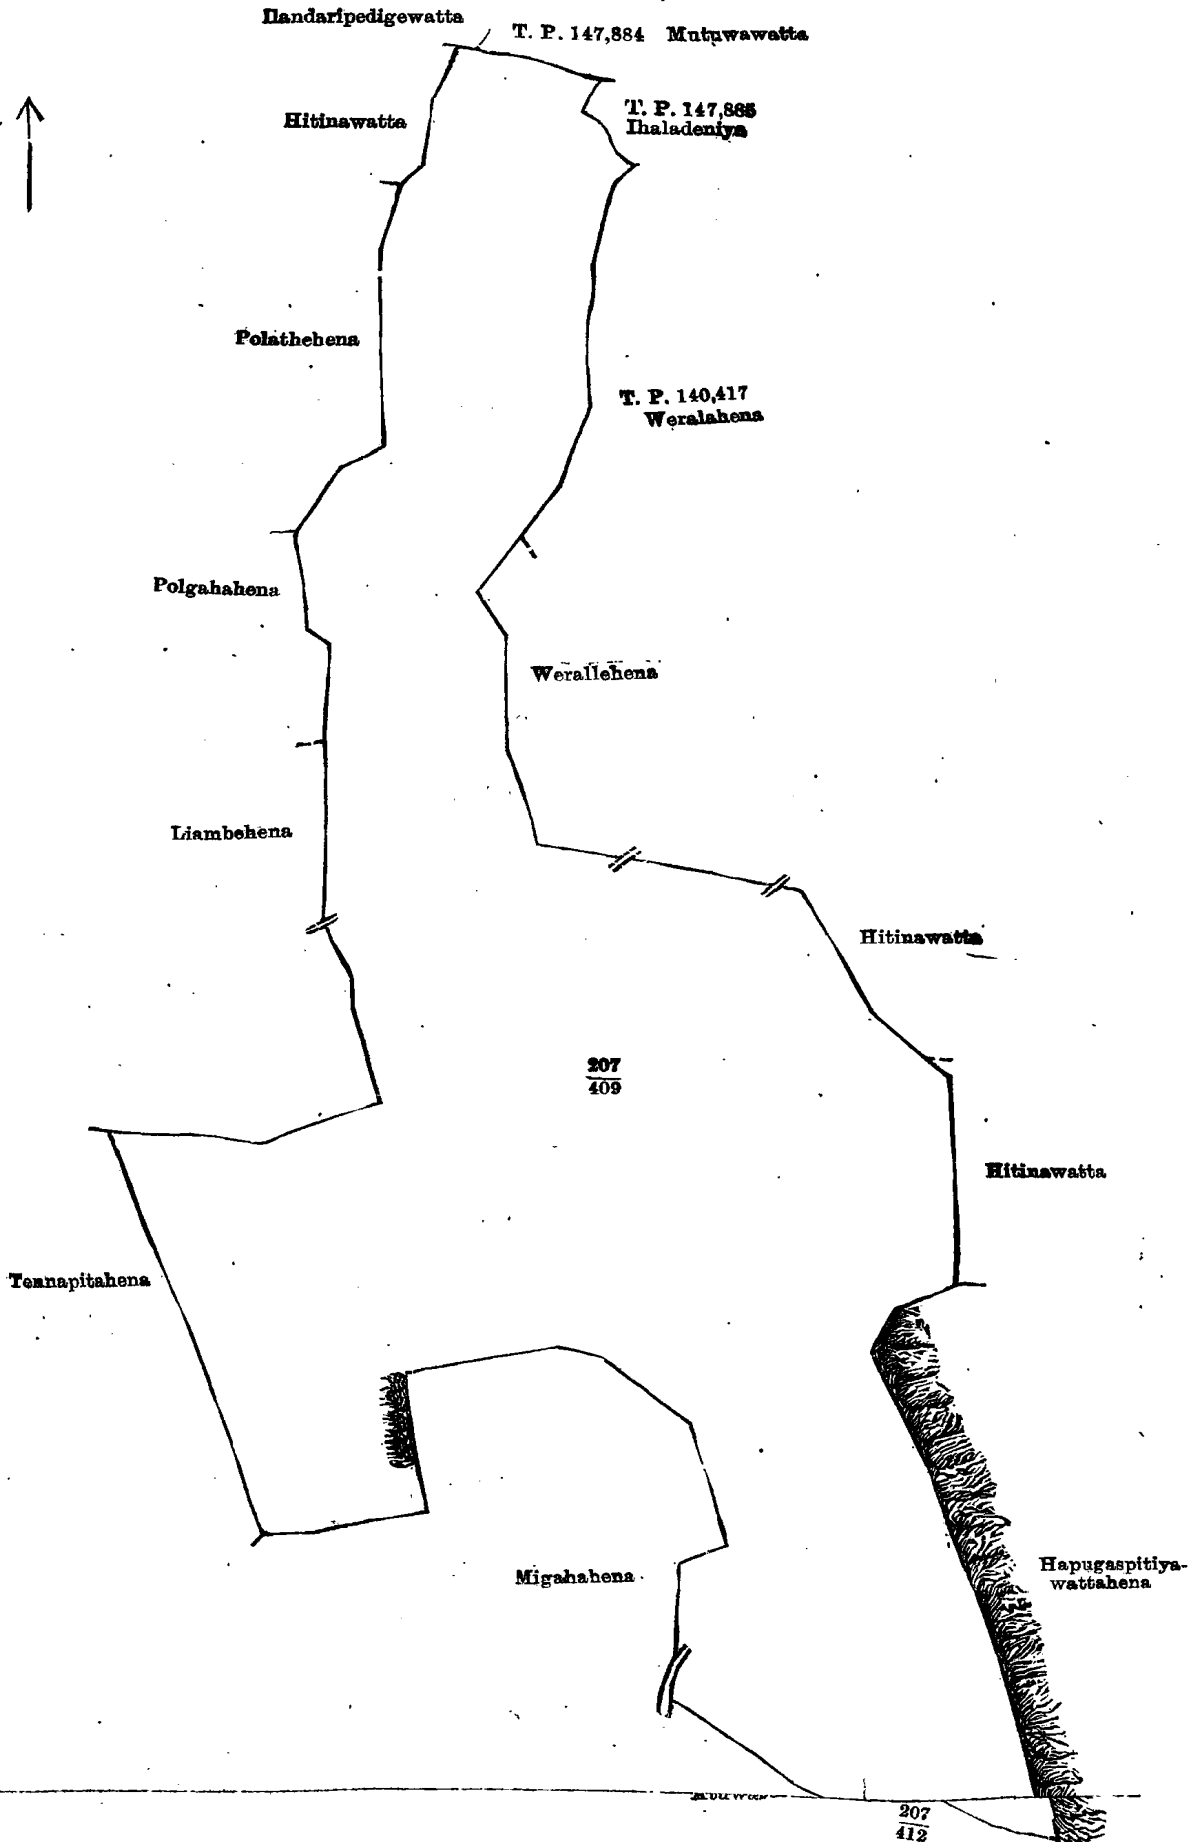 Ilandaripedigewatta
T. P. 147,884 Mutuwawatta
Hitinawatta
T. P. 147,885
Ihaladeniya
Polathehena
T. P. 140,417
Weralahena
Polgahahena
Werallehena
Liambehena
Hitinawatta
207
409
Hitinawatta
Tennapitahena
Migahahena
Hapugaspitiya-
wattahena
207
412